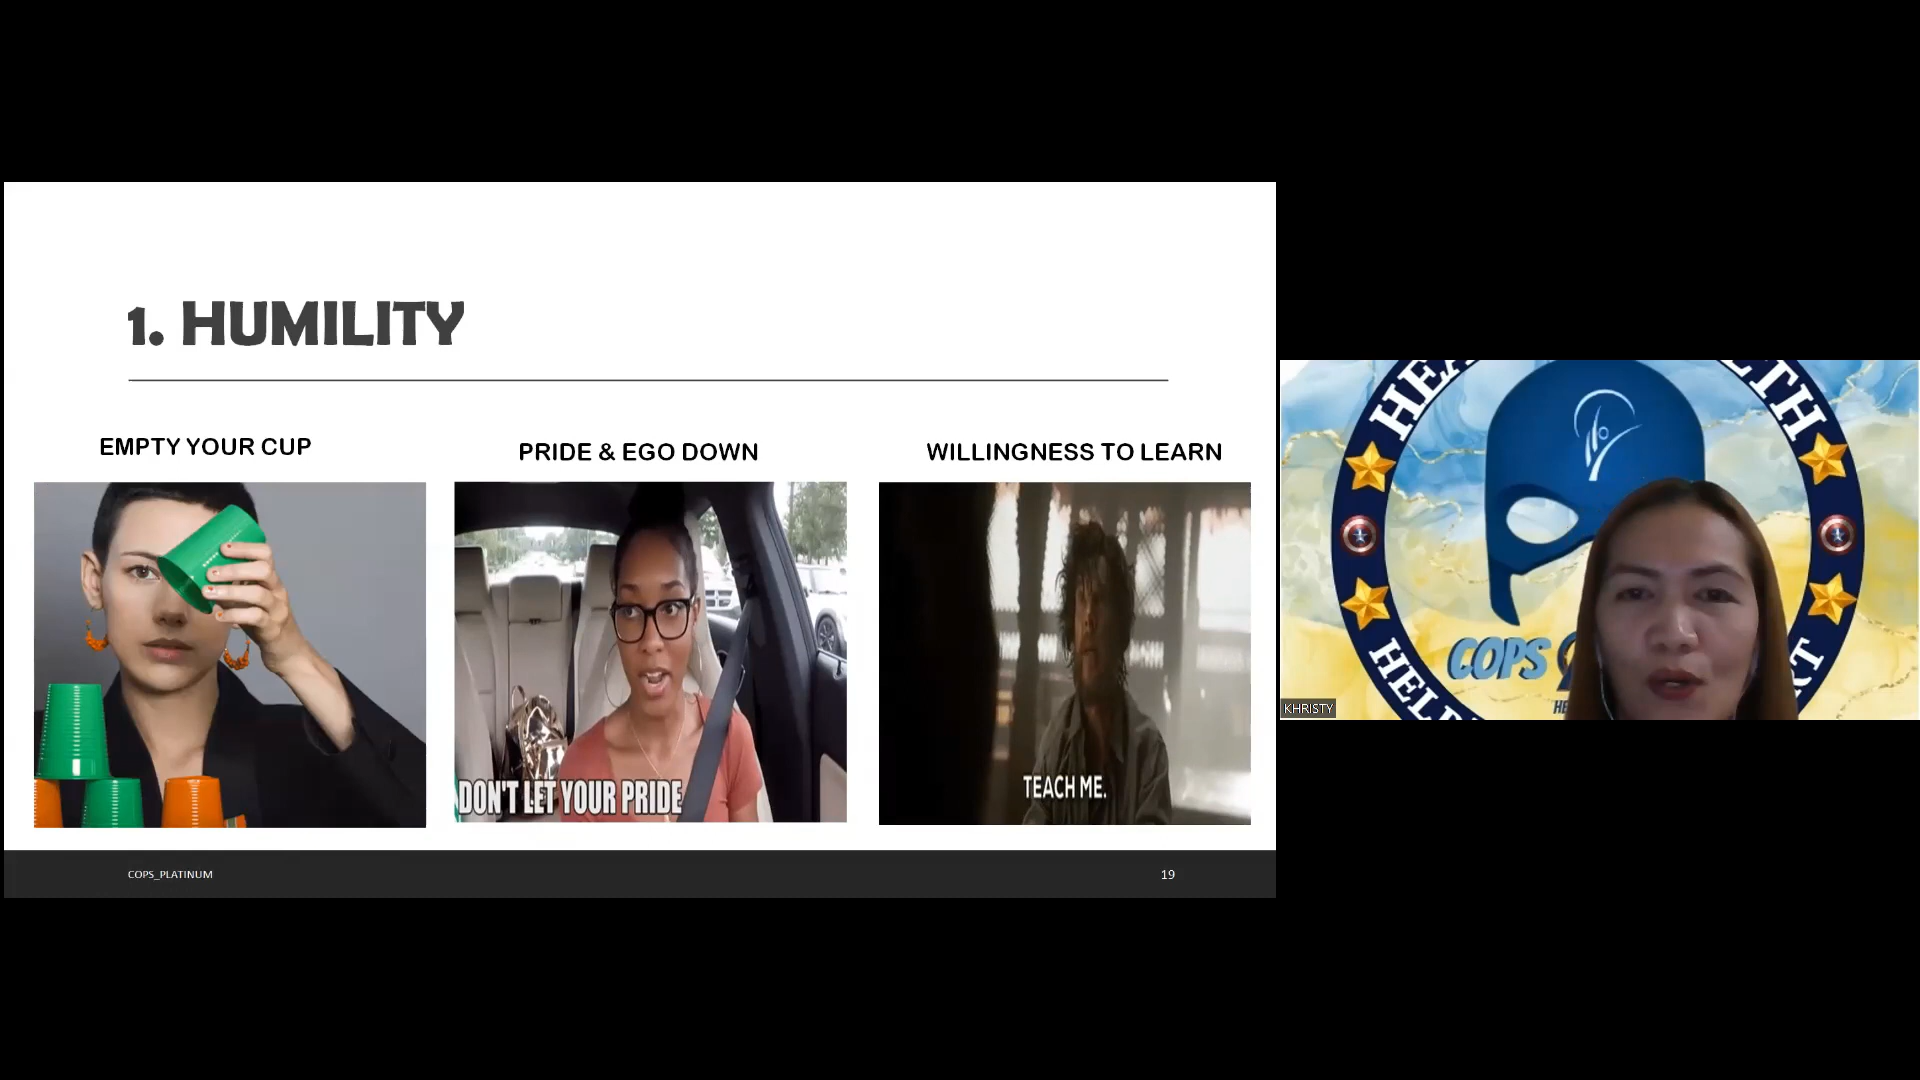 1. HUMILITY
EMPTY YOUR CUP
PRIDE & EGO DOWN
WILLINGNESS TO LEARN
DON'T LET YOUR PRIDE
TEACH ME.
COPS_PLATINUM
19
COPS
KHRISTY